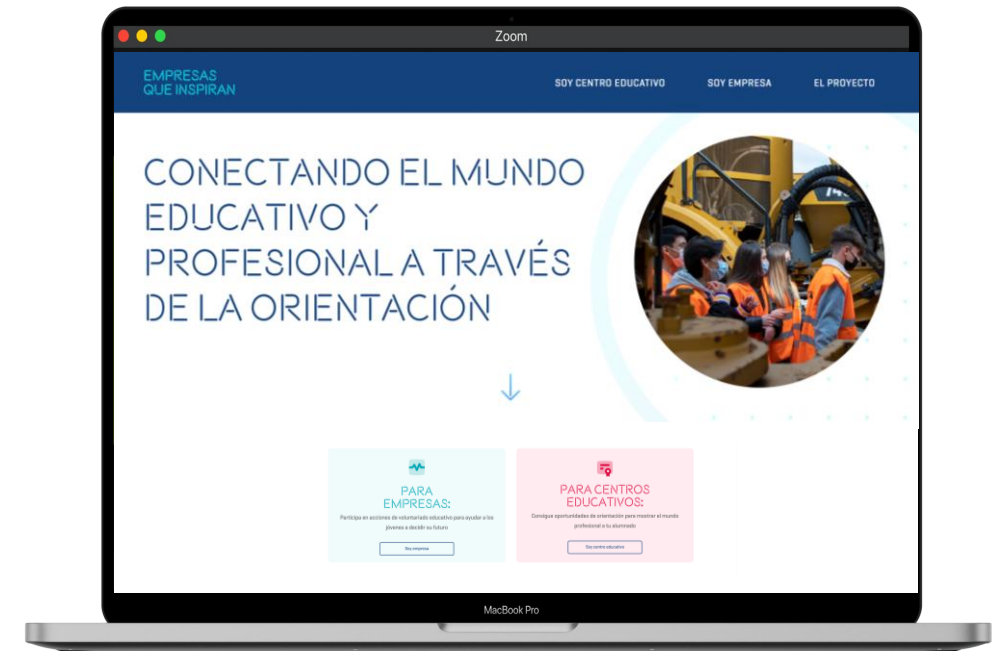 Zoom
EMPRESAS
QUE INSPIRAN
SOY CENTRO EDUCATIVO
SOY EMPRESA
EL PROYECTO
CONECTANDO EL MUNDO
EDUCATIVO Y
PROFESIONAL A TRAVÉS
DE LA ORIENTACIÓN
PARA
EMPRESAS:
Participa en acciones de voluntariado educativo para ayudar a los
jóvenes a decidir su futuro
Soy empresa
PARA CENTROS
EDUCATIVOS:
Consigue oportunidades de orientación para mostrar el mundo
profesional a tu alumnado
Soy centro educativo
MacBook Pro